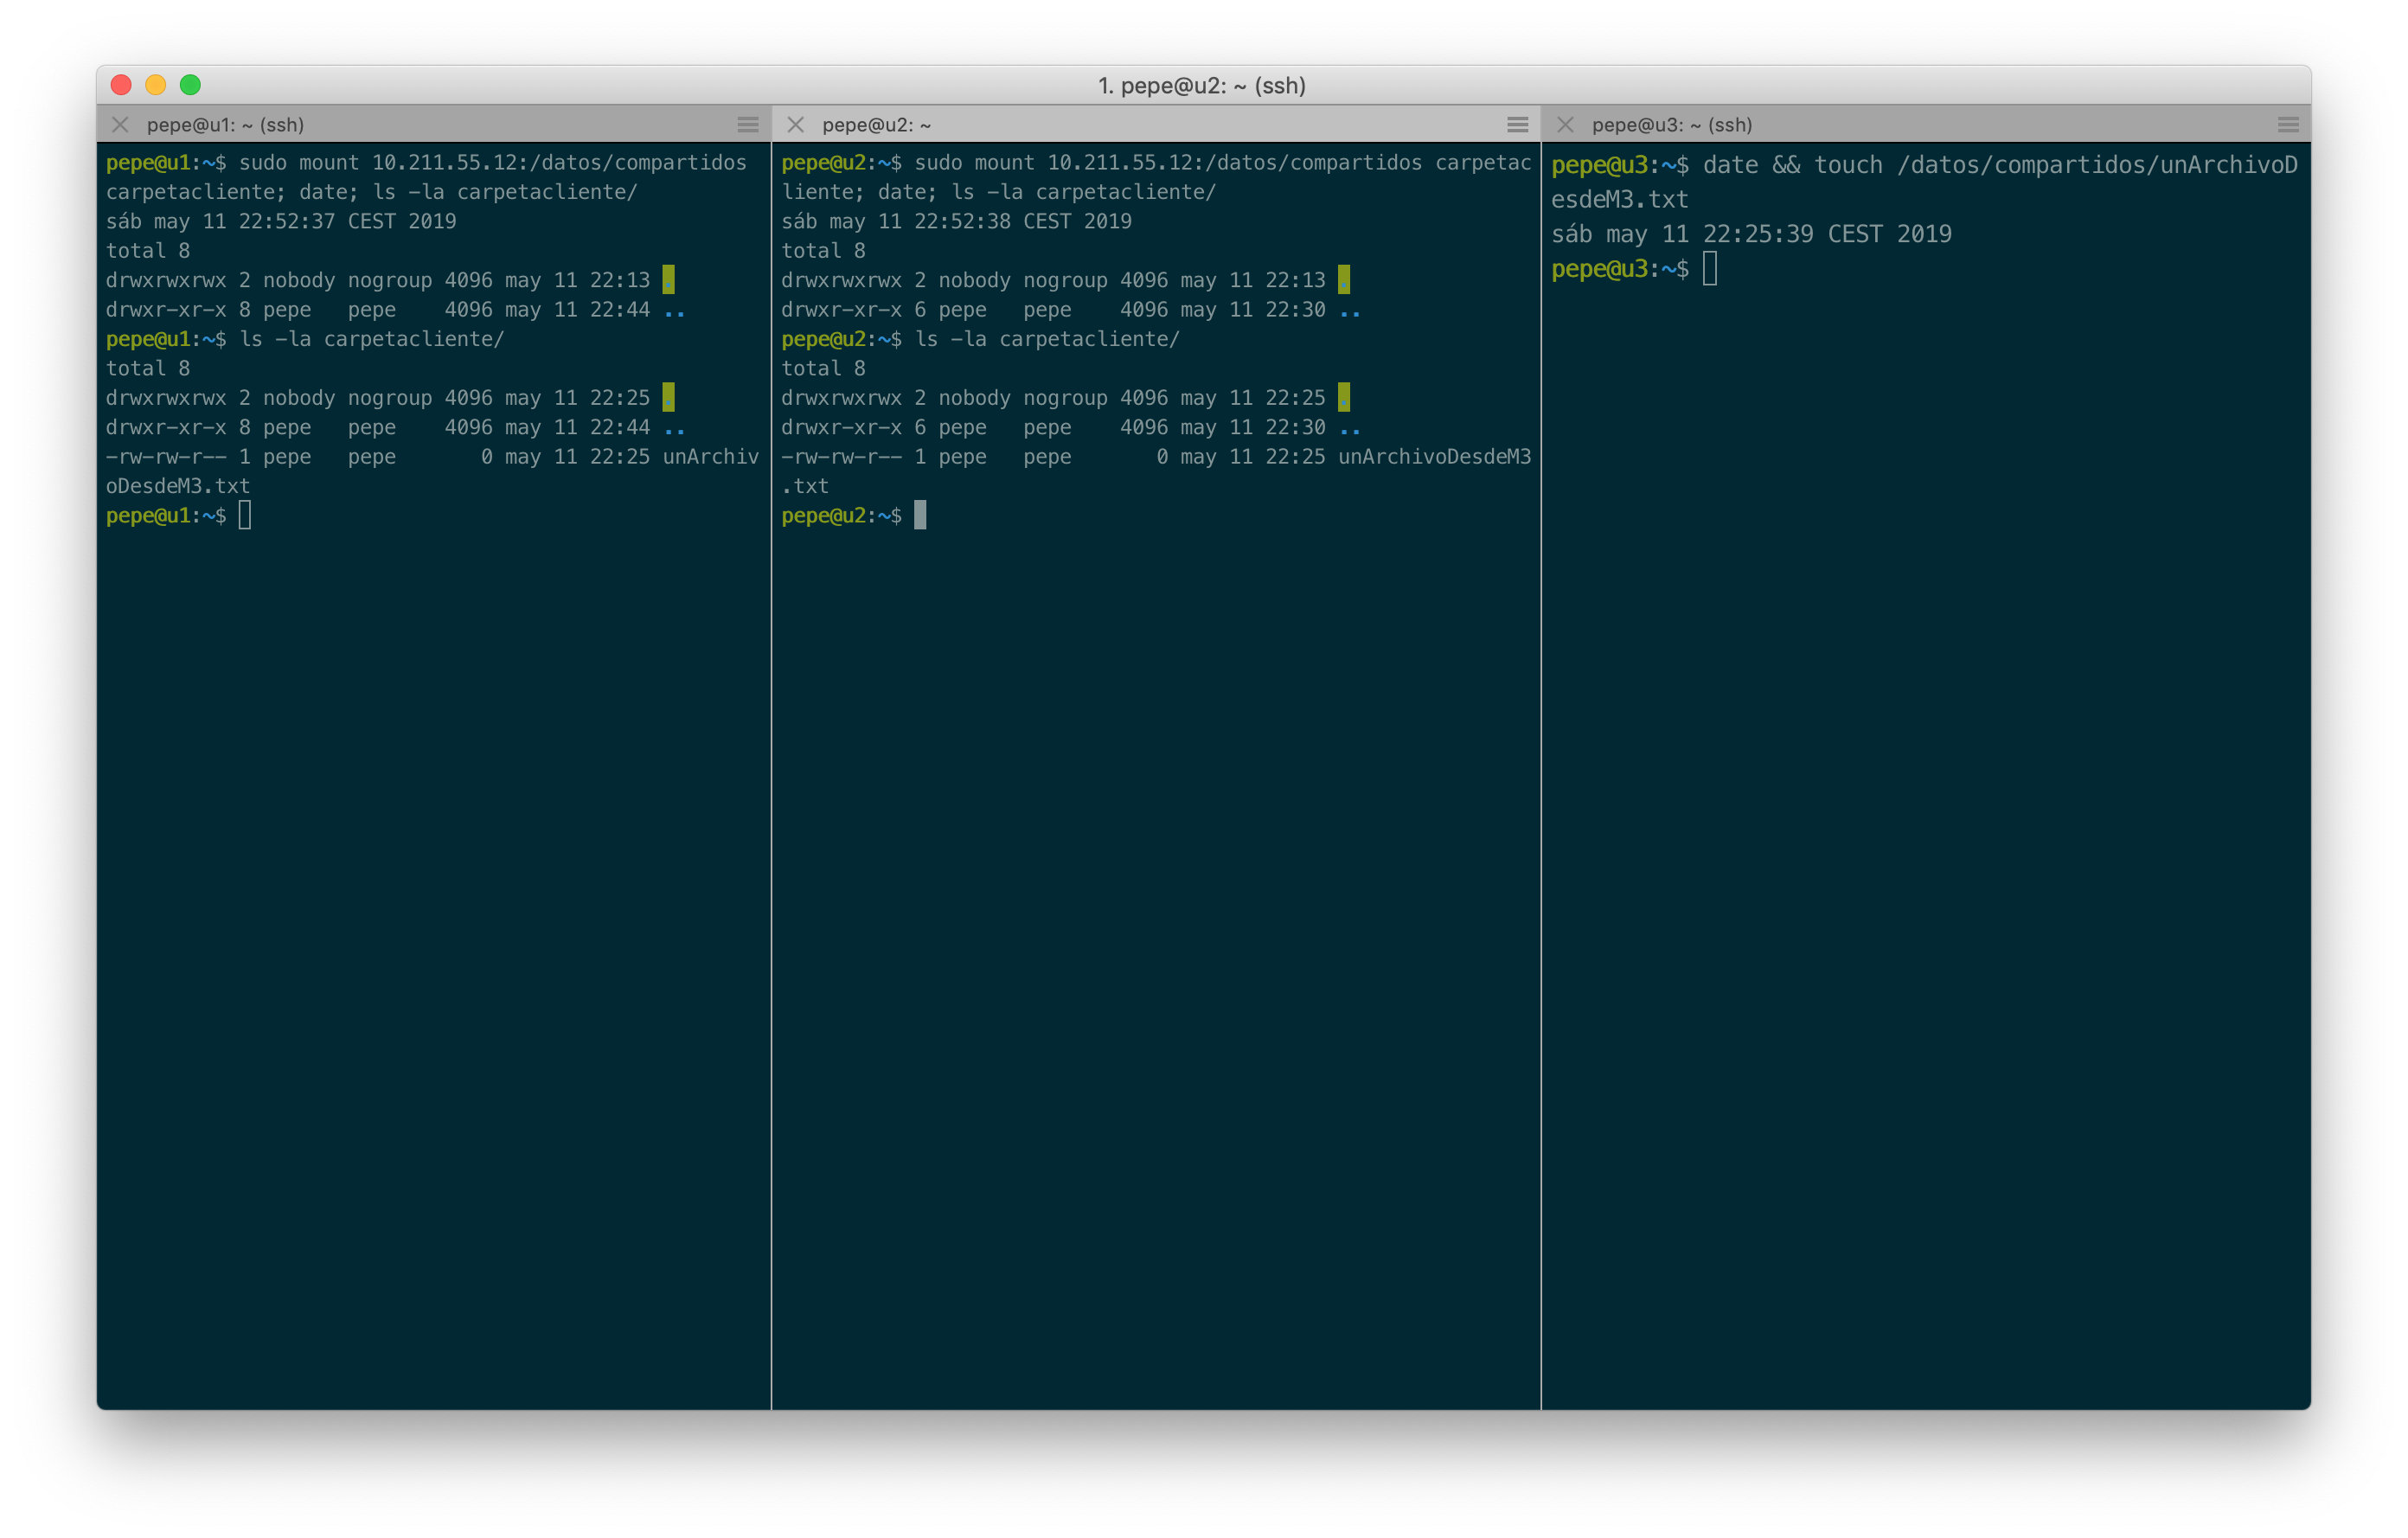 1. pepe@u2: ~ (ssh)
pepe@u1: ~ (ssh)
pepe@u1:~$ sudo mount 10.211.55.12:/datos/compartidos
carpetacliente; date; ls -la carpetacliente/
sáb may 11 22:52:37 CEST 2019
total 8
drwxrwxrwx 2 nobody nogroup 4096 may 11 22:13 .
drwxr-xr-x 8 pepe   pepe    4096 may 11 22:44 ..
pepe@u1:~$ ls -la carpetacliente/
total 8
drwxrwxrwx 2 nobody nogroup 4096 may 11 22:25 .
drwxr-xr-x 8 pepe   pepe    4096 may 11 22:44 ..
-rw-rw-r-- 1 pepe   pepe       0 may 11 22:25 unArchiv
oDesdeM3.txt
pepe@u1:~$
pepe@u2: ~
pepe@u2:~$ sudo mount 10.211.55.12:/datos/compartidos carpetac
liente; date; ls -la carpetacliente/
sáb may 11 22:52:38 CEST 2019
total 8
drwxrwxrwx 2 nobody nogroup 4096 may 11 22:13 .
drwxr-xr-x 6 pepe   pepe    4096 may 11 22:30 ..
pepe@u2:~$ ls -la carpetacliente/
total 8
drwxrwxrwx 2 nobody nogroup 4096 may 11 22:25 .
drwxr-xr-x 6 pepe   pepe    4096 may 11 22:30 ..
-rw-rw-r-- 1 pepe   pepe       0 may 11 22:25 unArchivoDesdeM3
.txt
pepe@u2:~$
pepe@u3: ~ (ssh)
pepe@u3:~$ date && touch /datos/compartidos/unArchivoD
esdeM3.txt
sáb may 11 22:25:39 CEST 2019
pepe@u3:~$